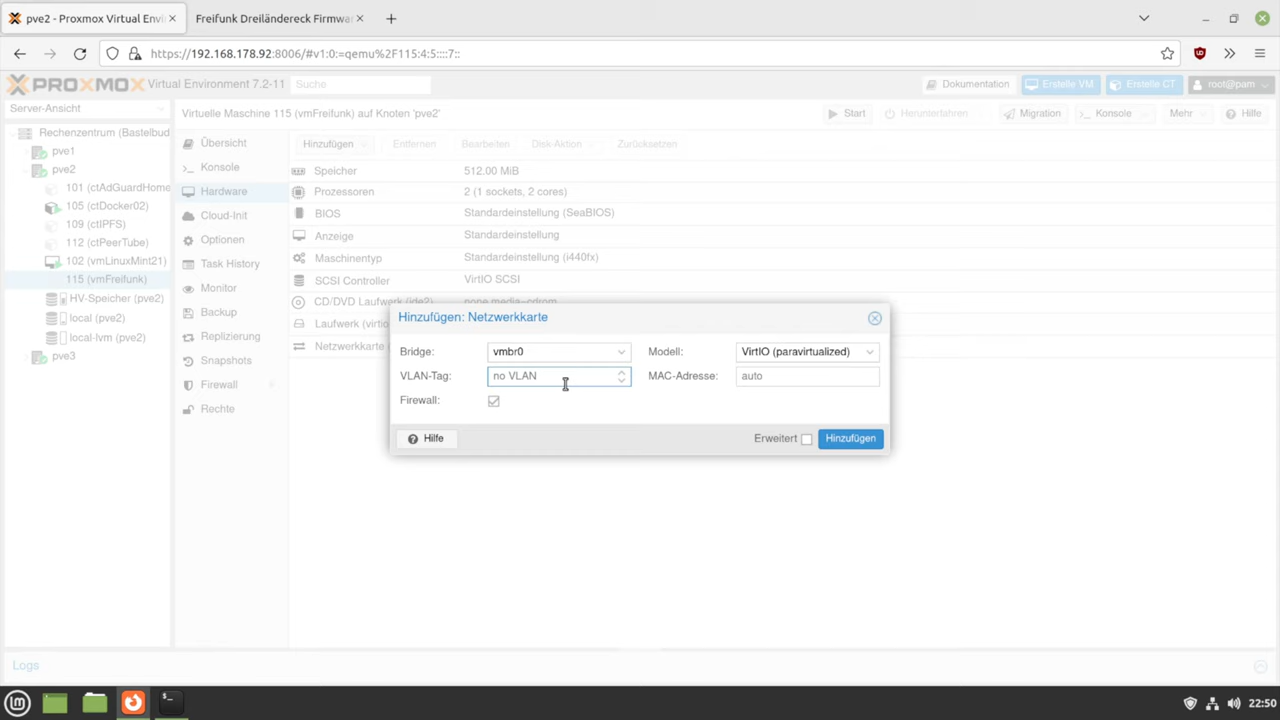 pve2 - Proxmox Virtual Envi
Freifunk Dreiländereck Firmwar
https://192.168.178.92:8006/#v1:0:=qemu%2F115:4:5::::7::
PROXMOX Virtual Environment 7.2-11
Suche
Dokumentation
Erstelle VM
Erstelle CT
root@pam
Server-Ansicht
Virtuelle Maschine 115 (vmFreifunk) auf Knoten 'pve2'
Start
Herunterfahren
Migration
Konsole
Mehr
Hilfe
Rechenzentrum (Bastelbud
pve1
pve2
101 (ctAdGuardHome
105 (ctDocker02)
109 (ctIPFS)
112 (ctPeerTube)
102 (vmLinuxMint21)
115 (vmFreifunk)
HV-Speicher (pve2)
local (pve2)
local-lvm (pve2)
pve3
Übersicht
Konsole
Hardware
Cloud-Init
Optionen
Task History
Monitor
Backup
Replizierung
Snapshots
Firewall
Rechte
Hinzufügen
Entfernen
Bearbeiten
Disk-Aktion
Zurücksetzen
Speicher 512.00 MiB
Prozessoren 2 (1 sockets, 2 cores)
BIOS Standardeinstellung (SeaBIOS)
Anzeige Standardeinstellung
Maschinentyp Standardeinstellung (i440fx)
SCSI Controller VirtIO SCSI
CD/DVD Laufwerk (ide2) none,media=cdrom
Laufwerk (virtio
Netzwerkkarte (
Hinzufügen: Netzwerkkarte
Bridge: vmbr0
Modell: VirtIO (paravirtualized)
VLAN-Tag: no VLAN
MAC-Adresse: auto
Firewall:
Hilfe
Erweitert
Hinzufügen
Logs
22:50